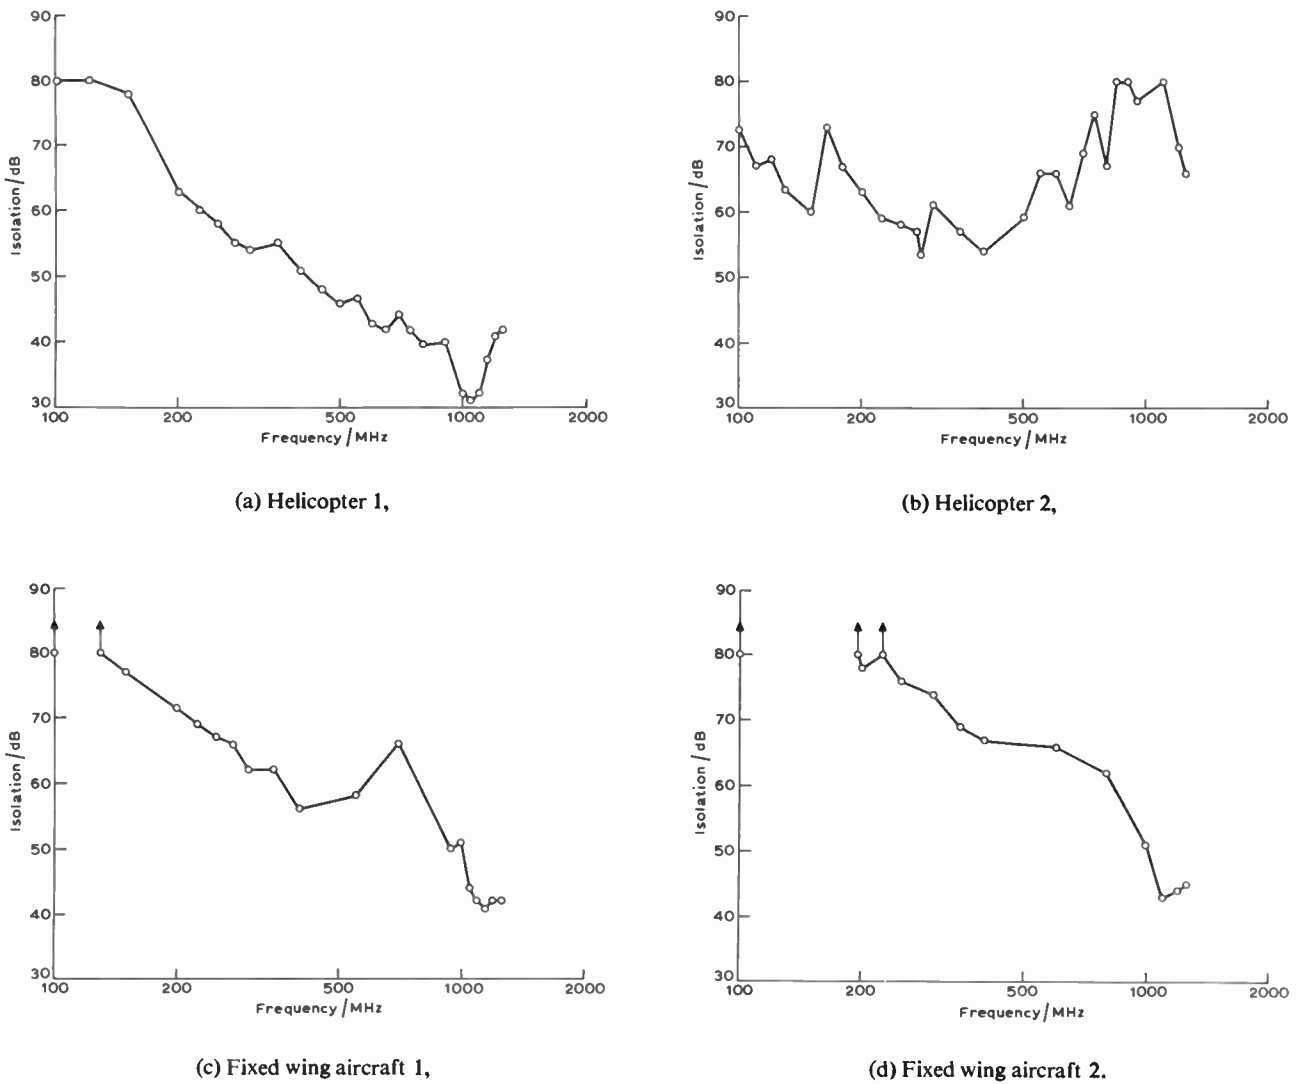 90
80
70
60
50
40
30
Isolation/dB
100 200 500 1000 2000
Frequency/MHz
(a) Helicopter 1,
90
80
70
60
50
40
30
Isolation/dB
100 200 500 1000 2000
Frequency/MHz
(b) Helicopter 2,
90
80
70
60
50
40
30
Isolation/dB
100 200 500 1000 2000
Frequency/MHz
(c) Fixed wing aircraft 1,
90
80
70
60
50
40
30
Isolation/dB
100 200 500 1000 2000
Frequency/MHz
(d) Fixed wing aircraft 2.